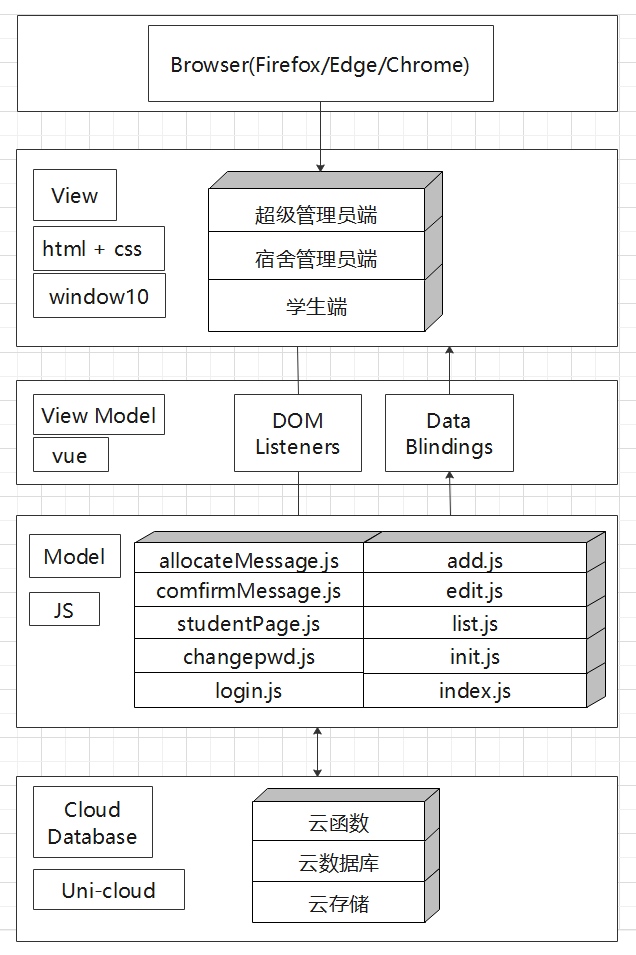 Browser(Firefox/Edge/Chrome)
View
html + css
window10
超级管理员端
宿舍管理员端
学生端
View Model
vue
DOM
Listeners
Data
Blindings
Model
JS
allocateMessage.js
add.js
comfirmMessage.js
edit.js
studentPage.js
list.js
changepwd.js
init.js
login.js
index.js
Cloud
Database
Uni-cloud
云函数
云数据库
云存储